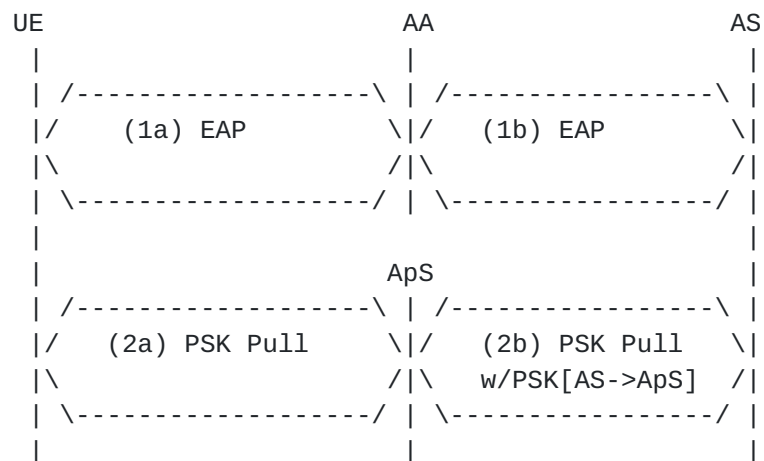 UE AA AS
(1a) EAP (1b) EAP
ApS
(2a) PSK Pull (2b) PSK Pull
w/PSK[AS->ApS]